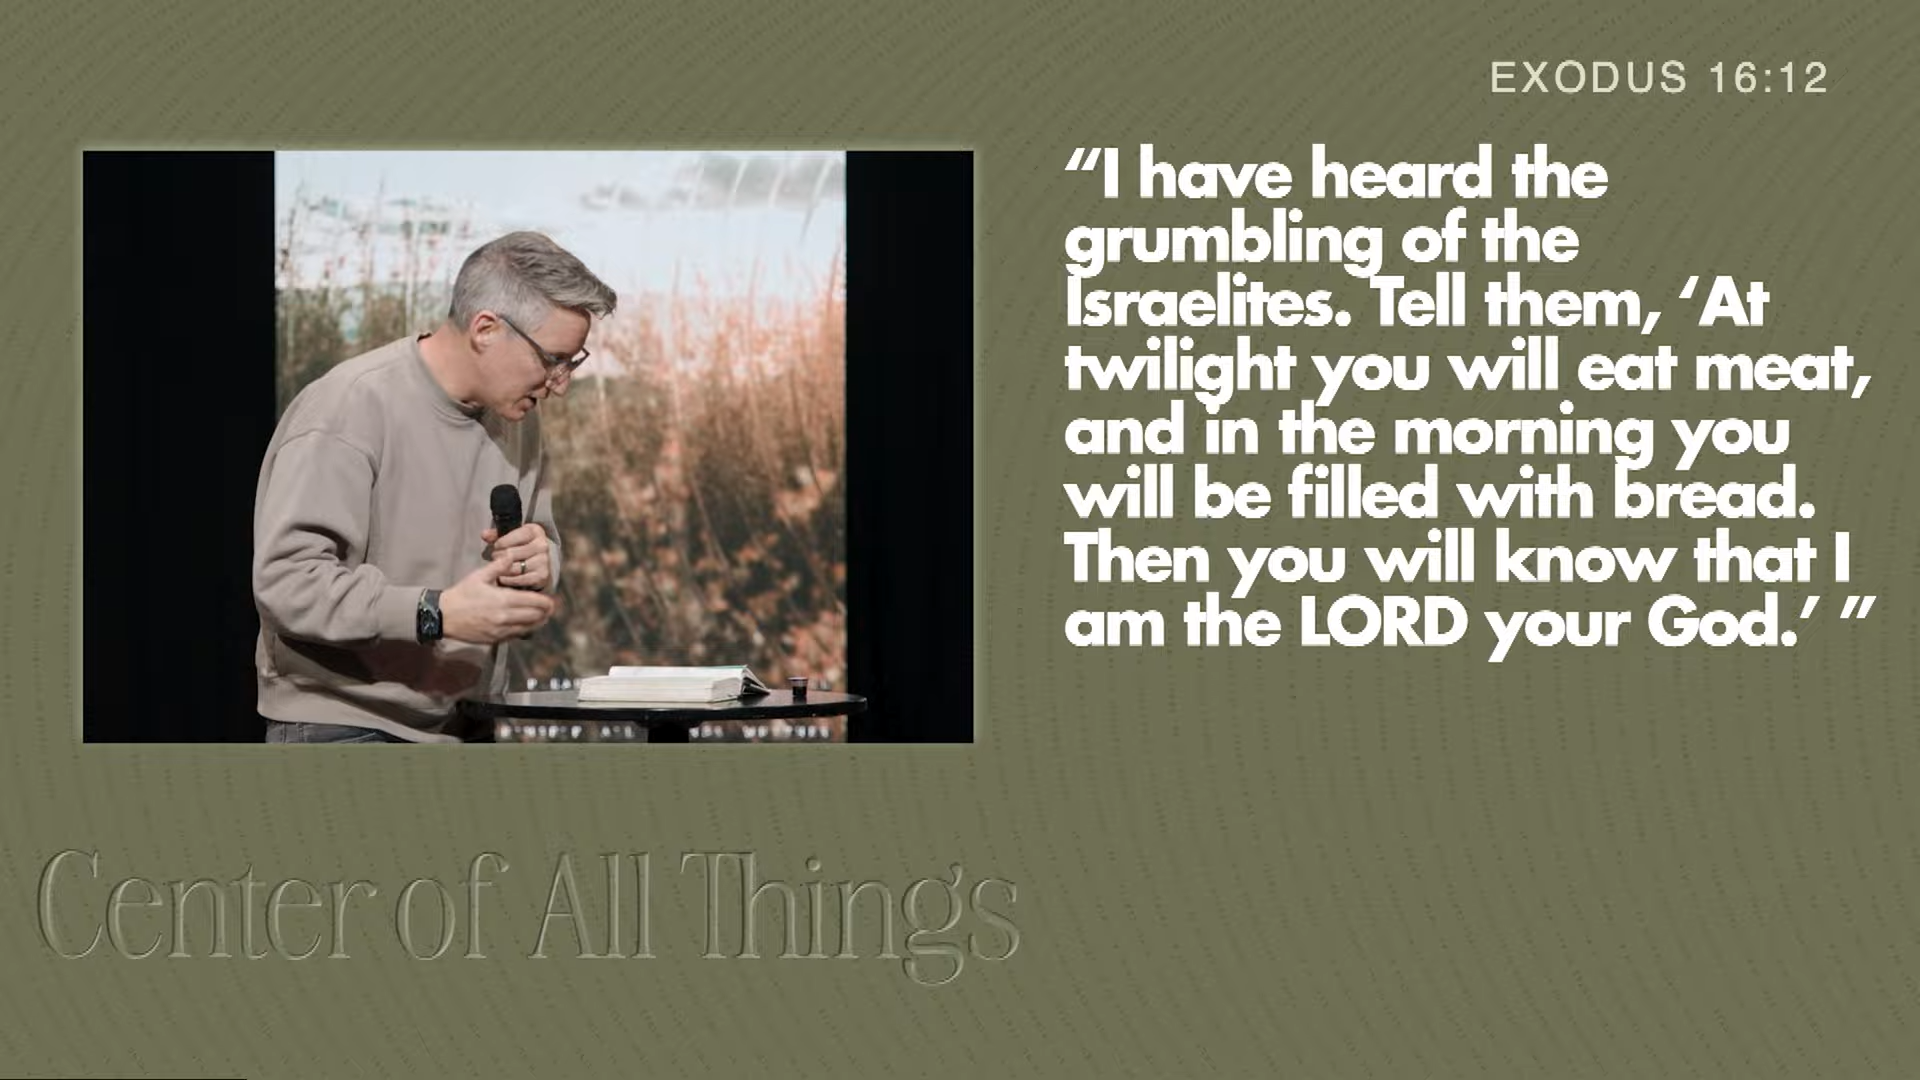 EXODUS 16:12
“I have heard the
grumbling of the
Israelites. Tell them, ‘At
twilight you will eat meat,
and in the morning you
will be filled with bread.
Then you will know that I
am the LORD your God.’ ”
Center of All Things